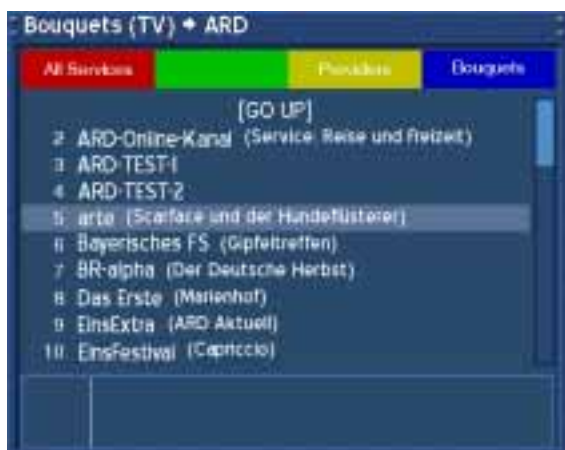 Bouquets (TV) → ARD
All Services Providers Bouquets
[GO UP]
2 ARD-Online-Kanal (Service: Reise und Freizeit)
3 ARD-TEST-1
4 ARD-TEST-2
5 arte (Scarface und der Hundeflüsterer)
6 Bayerisches FS (Gipfeltreffen)
7 BR-alpha (Der Deutsche Herbst)
8 Das Erste (Marienhof)
9 EinsExtra (ARD Aktuell)
10 EinsFestival (Capriccio)